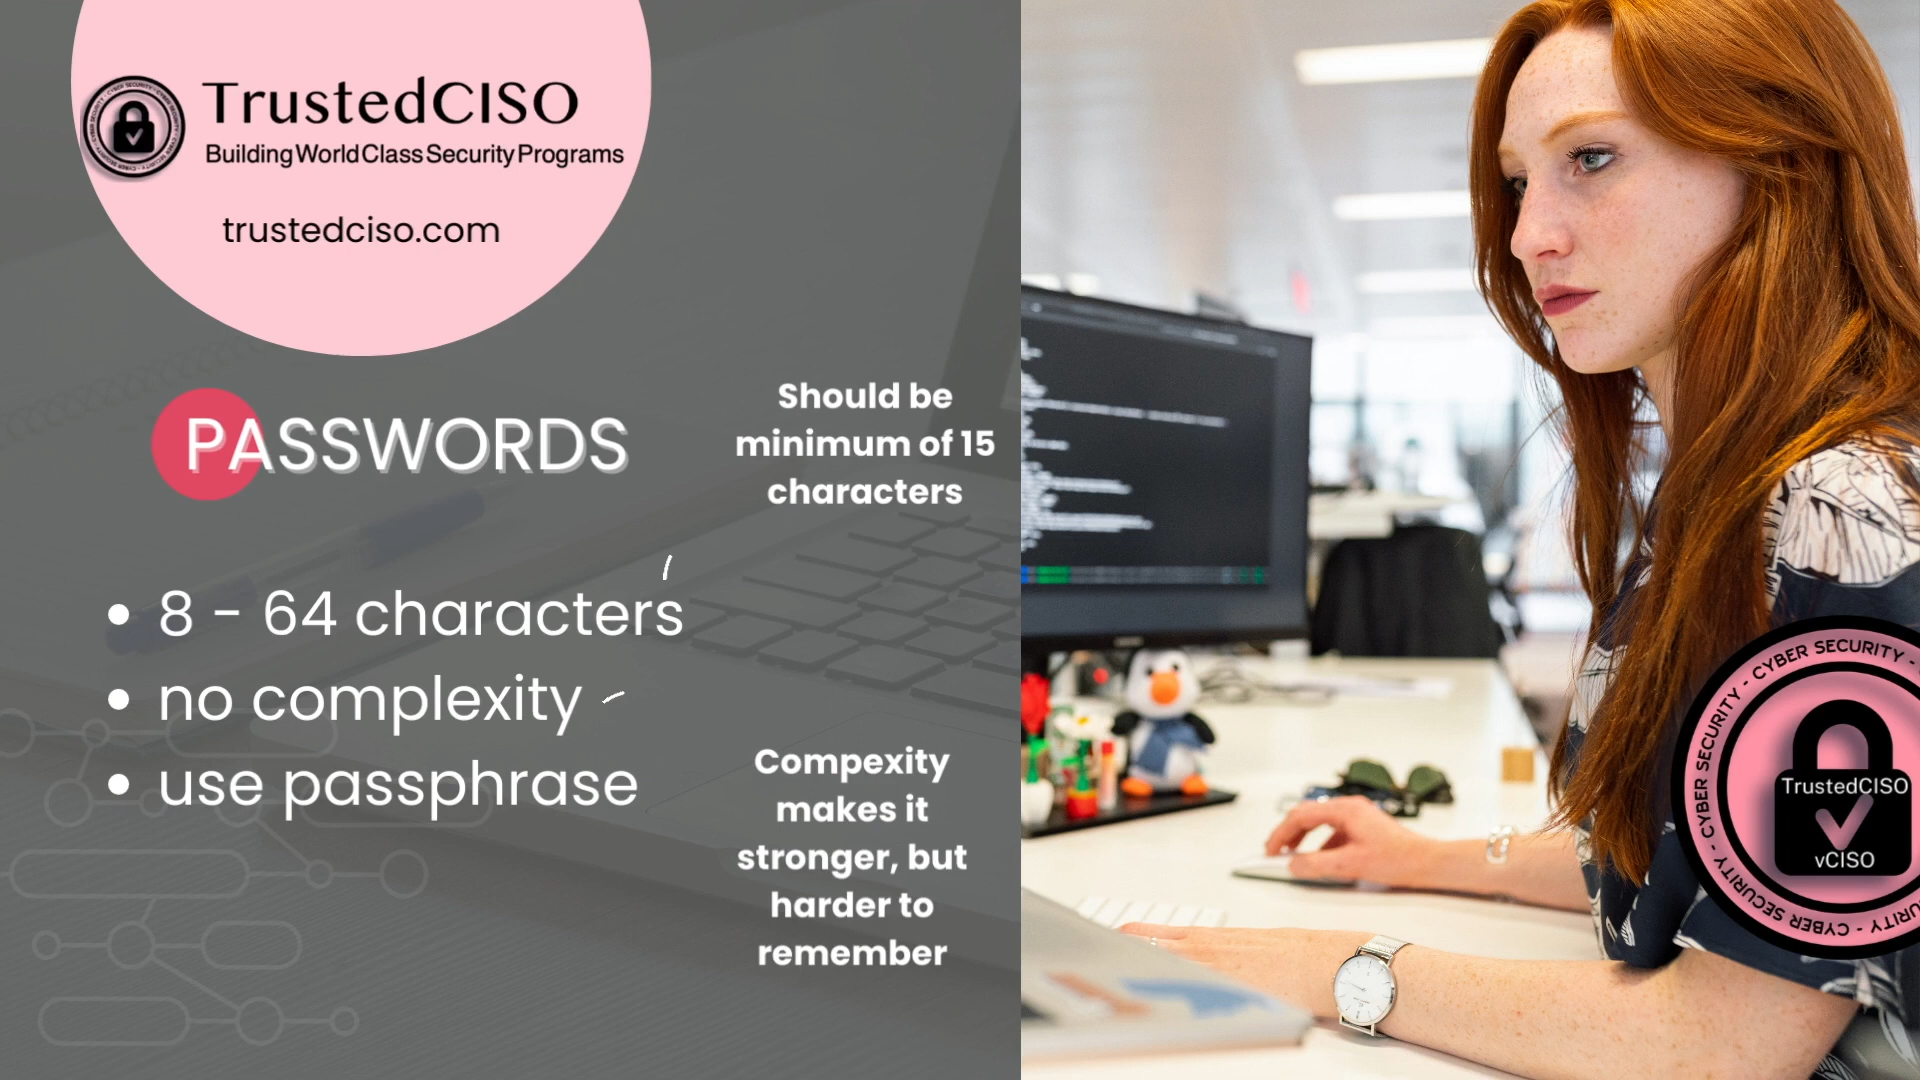 TrustedCISO
Building World Class Security Programs
trustedciso.com
PASSWORDS
Should be
minimum of 15
characters
8 - 64 characters
no complexity
use passphrase
Compexity
makes it
stronger, but
harder to
remember
CYBER SECURITY - CYBER SECURITY - CYBER SECURITY -
TrustedCISO
vCISO